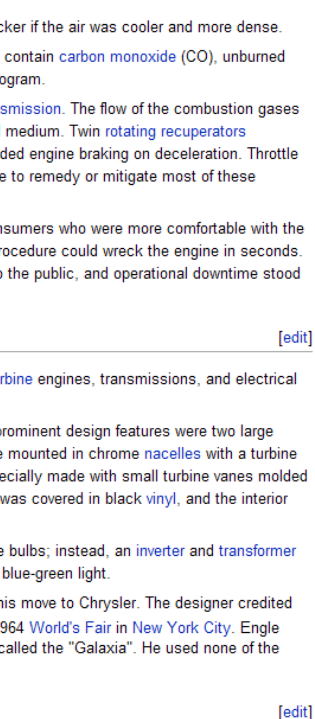 cker if the air was cooler and more dense.
contain carbon monoxide (CO), unburned
ogram.
smission. The flow of the combustion gases
medium. Twin rotating recuperators
ded engine braking on deceleration. Throttle
e to remedy or mitigate most of these
nsumers who were more comfortable with the
rocedure could wreck the engine in seconds.
o the public, and operational downtime stood
[edit]
rbine engines, transmissions, and electrical
prominent design features were two large
e mounted in chrome nacelles with a turbine
ecially made with small turbine vanes molded
was covered in black vinyl, and the interior
e bulbs; instead, an inverter and transformer
blue-green light.
his move to Chrysler. The designer credited
964 World's Fair in New York City. Engle
called the "Galaxia". He used none of the
[edit]